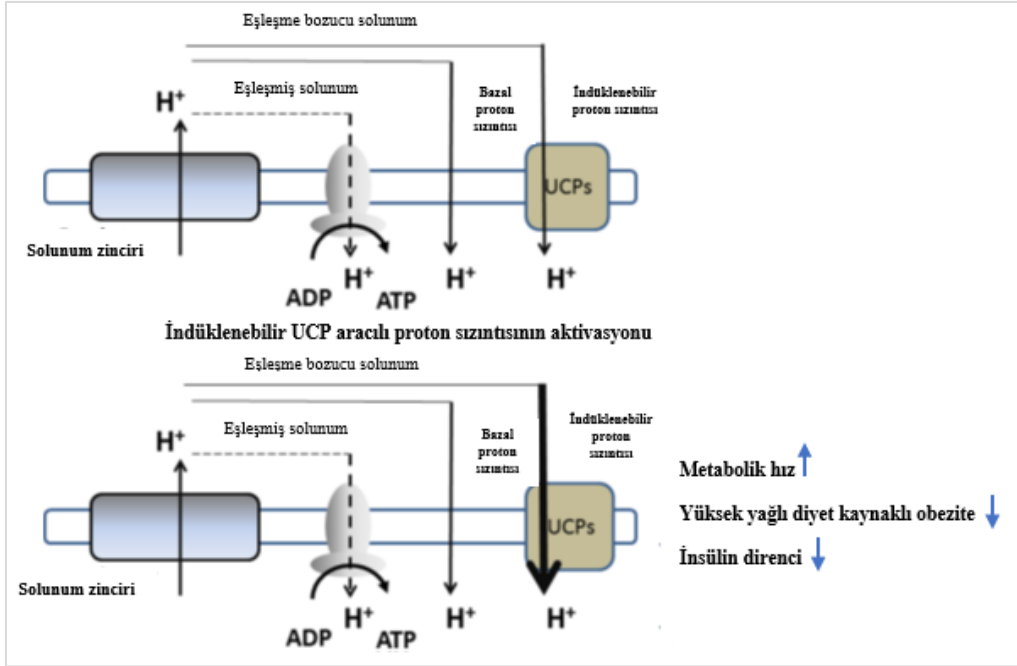 Eşleşme bozucu solunum
Eşleşmiş solunum
H⁺
Bazal
proton
sızıntısı
İndüklenebilir
proton sızıntısı
UCPs
Solunum zinciri
ADP
H⁺
ATP
H⁺
H⁺
İndüklenebilir UCP aracılı proton sızıntısının aktivasyonu
Eşleşme bozucu solunum
Eşleşmiş solunum
H⁺
Bazal
proton
sızıntısı
İndüklenebilir
proton
sızıntısı
UCPs
Metabolik hız
Yüksek yağlı diyet kaynaklı obezite
İnsülin direnci
Solunum zinciri
ADP
H⁺
ATP
H⁺
H⁺